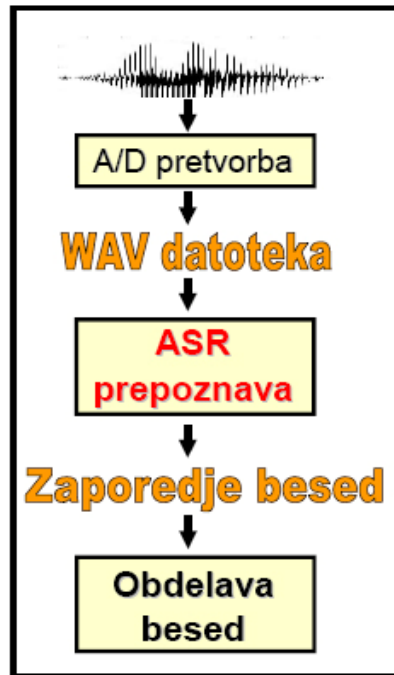 A/D pretvorba
WAV datoteka
ASR
prepoznava
Zaporedje besed
Obdelava
besed